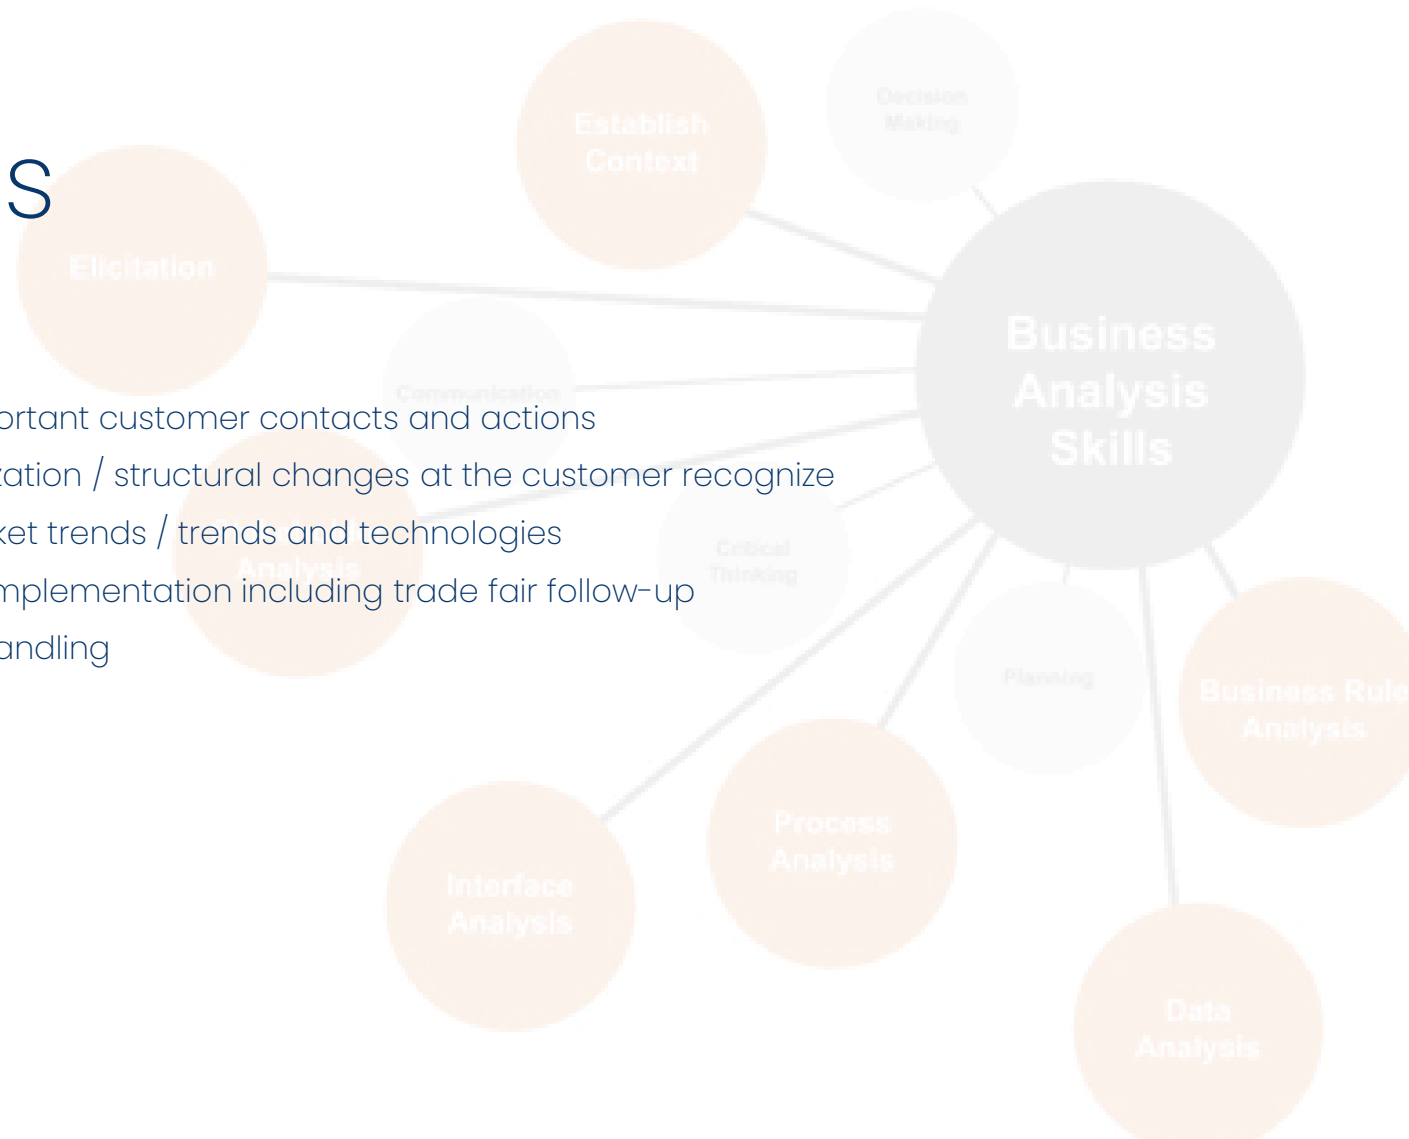 s
Establish
Context
Decision
Making
Elicitation
Business
Analysis
Skills
Communication
ortant customer contacts and actions
zation / structural changes at the customer recognize
ket trends / trends and technologies
Analysis
mplementation including trade fair follow-up
andling
Critical
Thinking
Planning
Business Rule
Analysis
Process
Analysis
Interface
Analysis
Data
Analysis